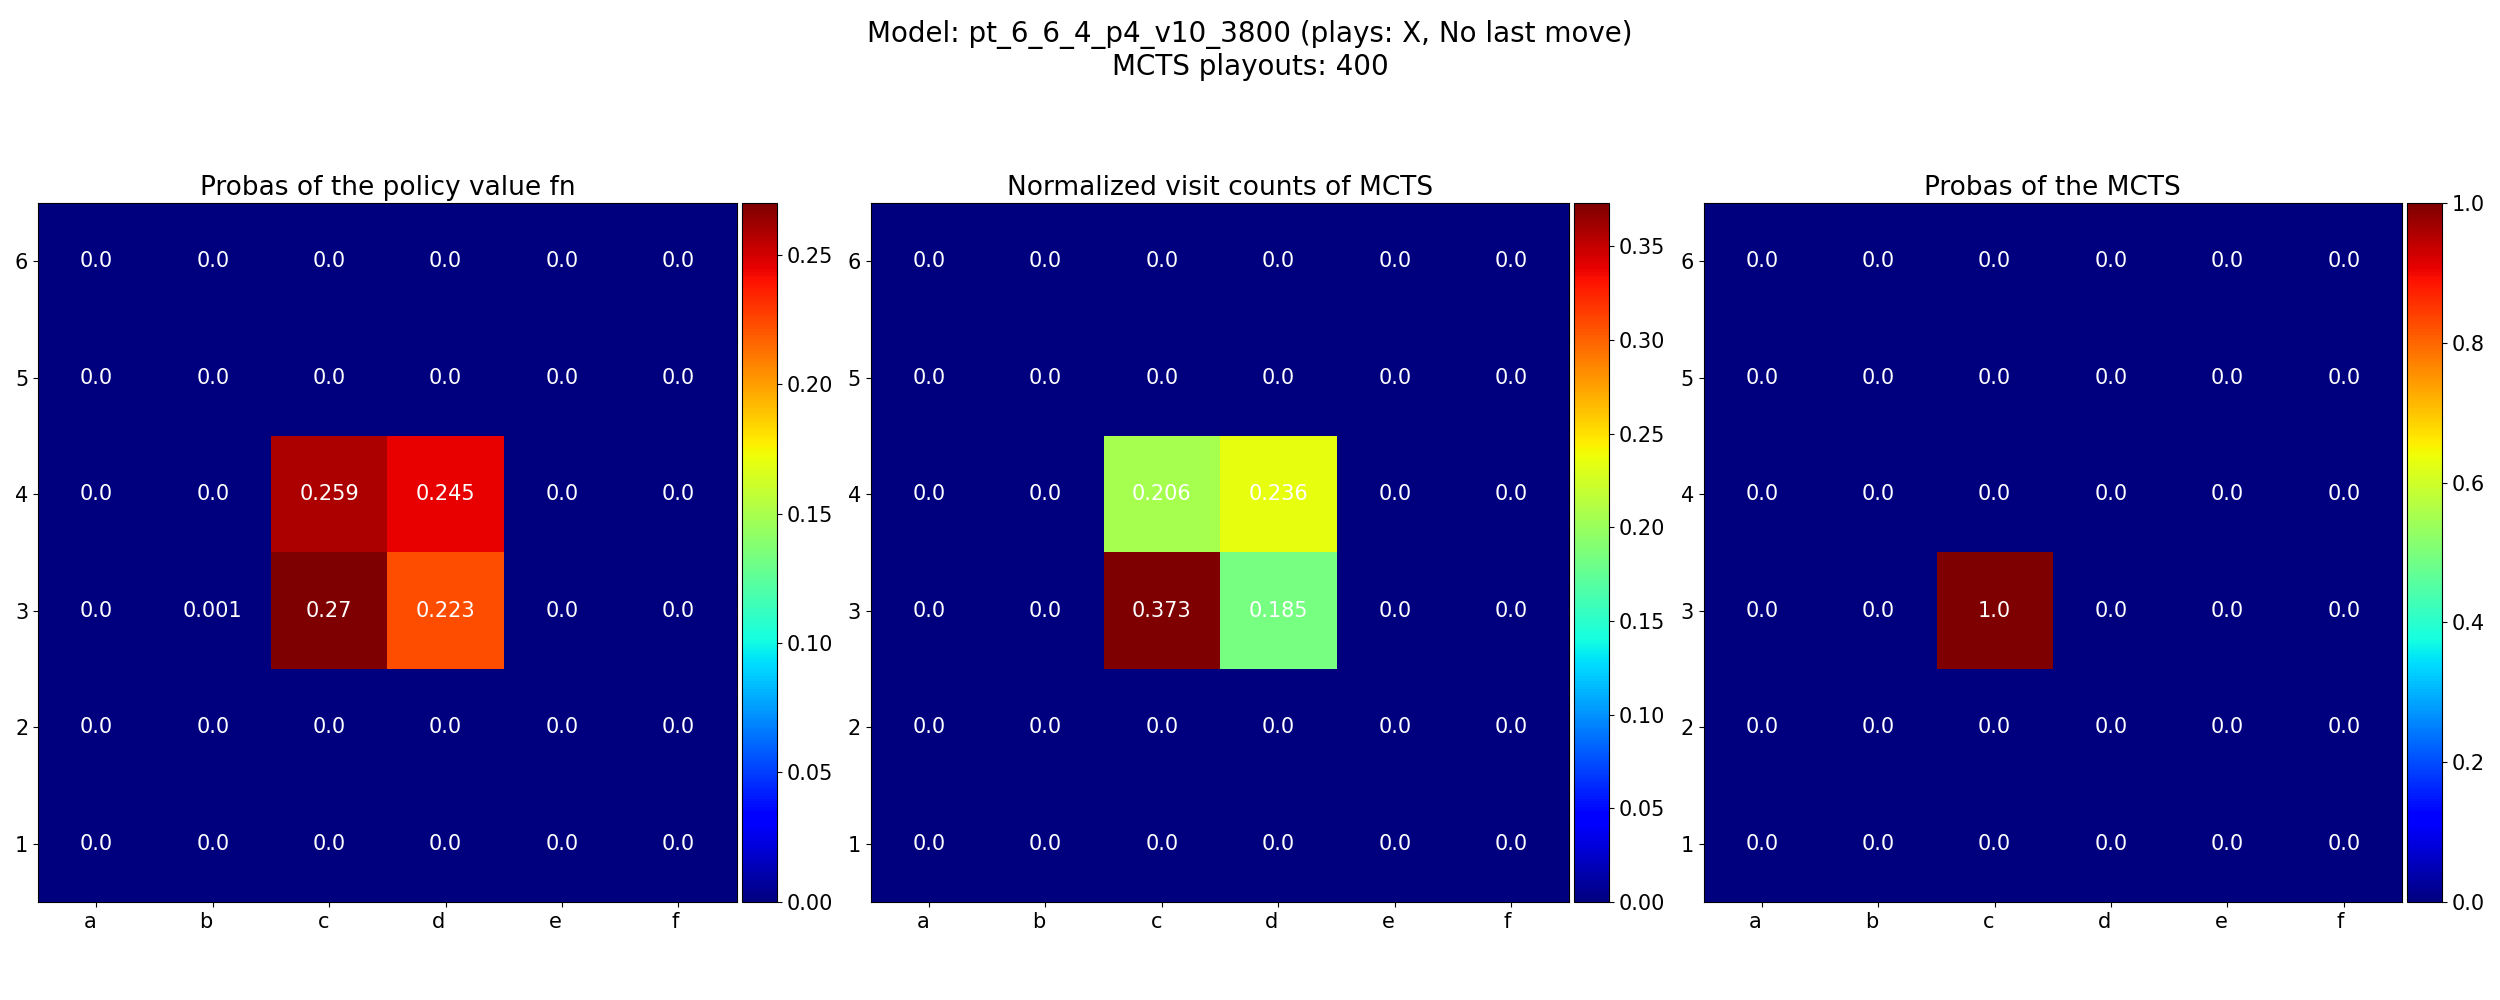 Model: pt_6_6_4_p4_v10_3800 (plays: X, No last move)
MCTS playouts: 400
Probas of the policy value fn
6 0.0 0.0 0.0 0.0 0.0 0.0
5 0.0 0.0 0.0 0.0 0.0 0.0
4 0.0 0.0 0.259 0.245 0.0 0.0
3 0.0 0.001 0.27 0.223 0.0 0.0
2 0.0 0.0 0.0 0.0 0.0 0.0
1 0.0 0.0 0.0 0.0 0.0 0.0
a b c d e f
0.25
0.20
0.15
0.10
0.05
0.00
Normalized visit counts of MCTS
6 0.0 0.0 0.0 0.0 0.0 0.0
5 0.0 0.0 0.0 0.0 0.0 0.0
4 0.0 0.0 0.206 0.236 0.0 0.0
3 0.0 0.0 0.373 0.185 0.0 0.0
2 0.0 0.0 0.0 0.0 0.0 0.0
1 0.0 0.0 0.0 0.0 0.0 0.0
a b c d e f
0.35
0.30
0.25
0.20
0.15
0.10
0.05
0.00
Probas of the MCTS
6 0.0 0.0 0.0 0.0 0.0 0.0
5 0.0 0.0 0.0 0.0 0.0 0.0
4 0.0 0.0 0.0 0.0 0.0 0.0
3 0.0 0.0 1.0 0.0 0.0 0.0
2 0.0 0.0 0.0 0.0 0.0 0.0
1 0.0 0.0 0.0 0.0 0.0 0.0
a b c d e f
1.0
0.8
0.6
0.4
0.2
0.0